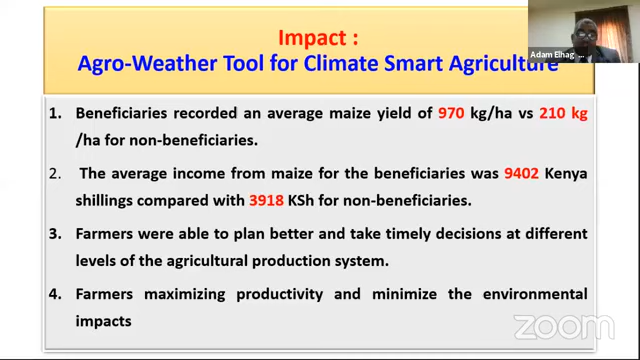 Impact :
Agro-Weather Tool for Climate Smart Agriculture
Adam Elhag
1. Beneficiaries recorded an average maize yield of 970 kg/ha vs 210 kg
/ha for non-beneficiaries.
2. The average income from maize for the beneficiaries was 9402 Kenya
shillings compared with 3918 KSh for non-beneficiaries.
3. Farmers were able to plan better and take timely decisions at different
levels of the agricultural production system.
4. Farmers maximizing productivity and minimize the environmental
impacts
zoom